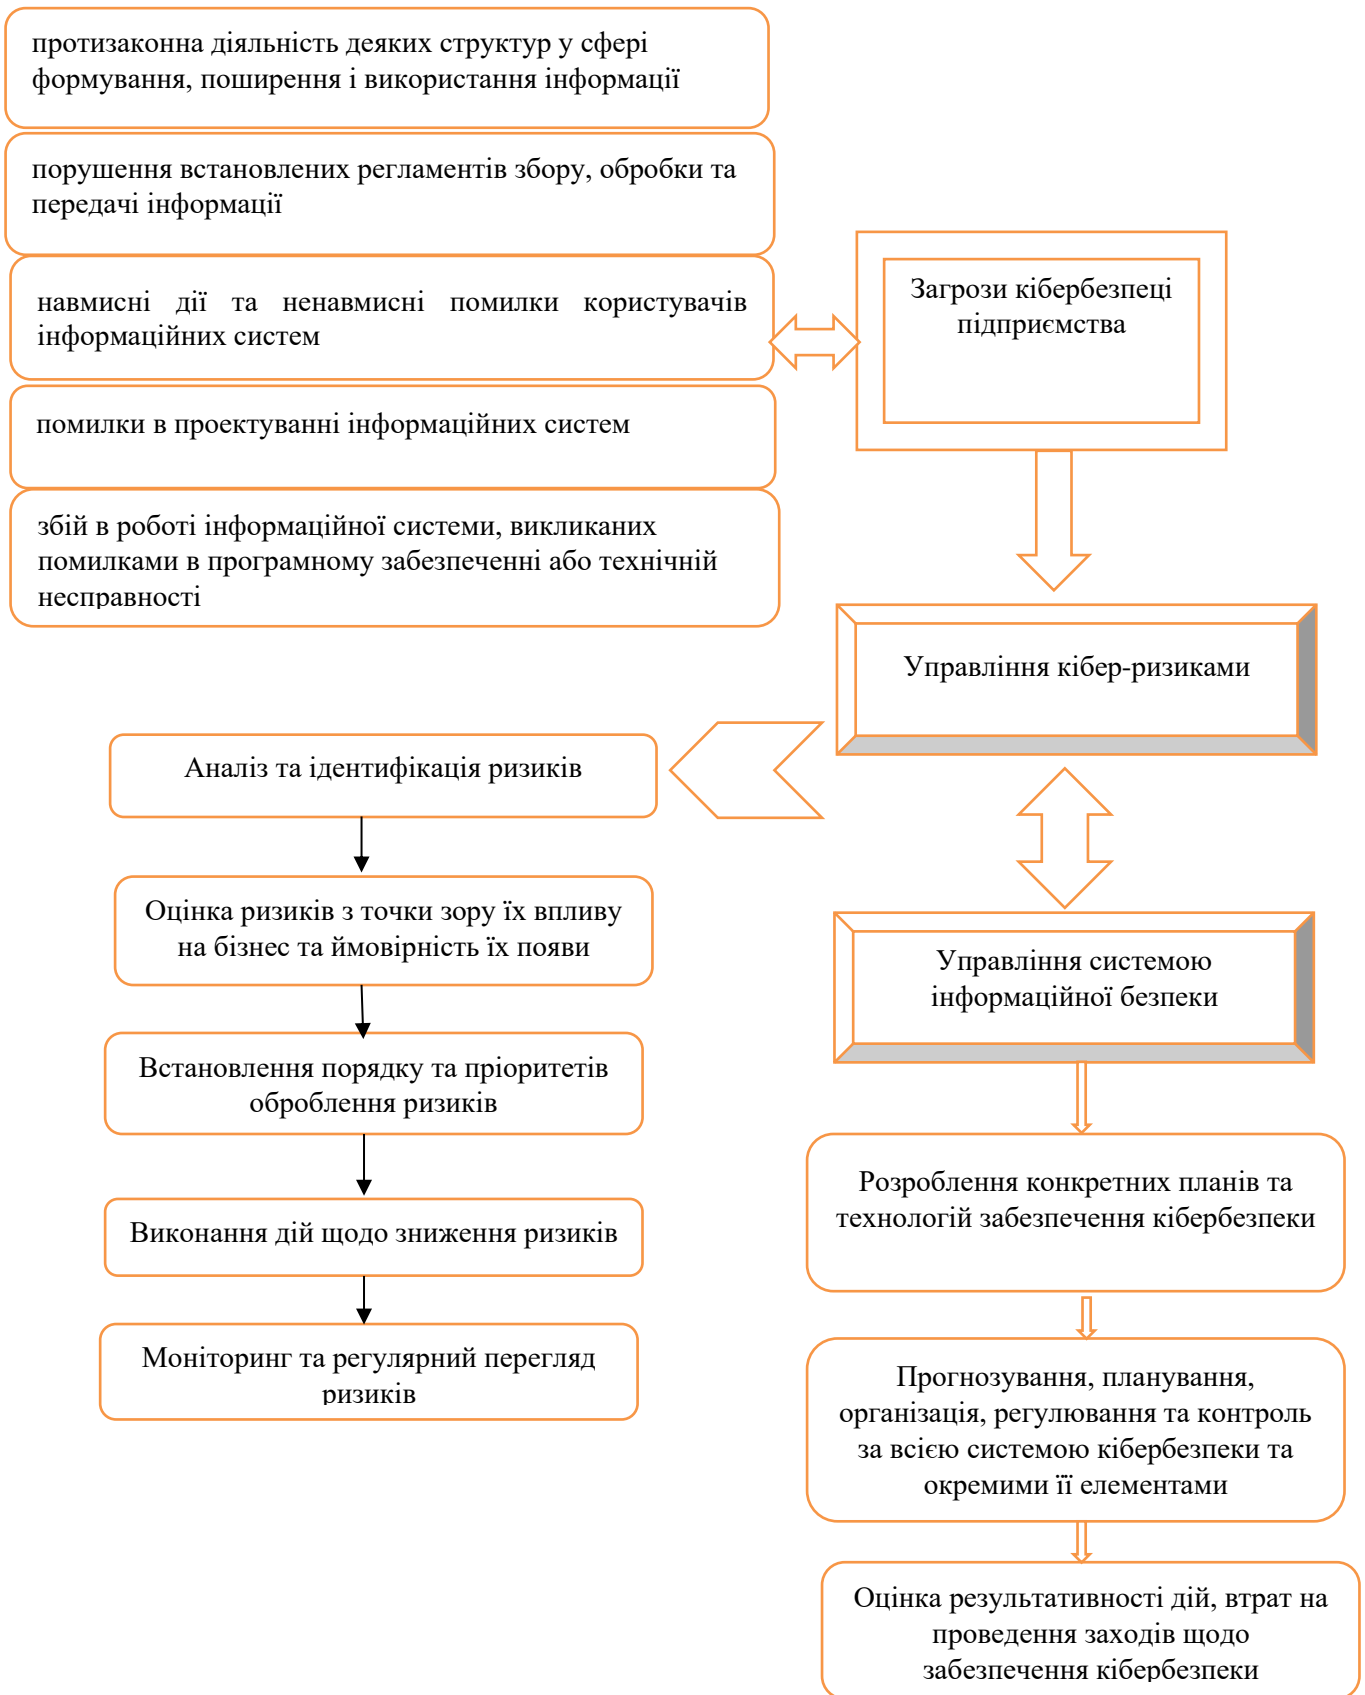 протизаконна діяльність деяких структур у сфері
формування, поширення і використання інформації
порушення встановлених регламентів збору, обробки та
передачі інформації
навмисні дії та ненавмисні помилки користувачів
інформаційних систем
помилки в проектуванні інформаційних систем
збій в роботі інформаційної системи, викликаних
помилками в програмному забезпеченні або технічній
несправності
Загрози кібербезпеці
підприємства
Управління кібер-ризиками
Аналіз та ідентифікація ризиків
Оцінка ризиків з точки зору їх впливу
на бізнес та ймовірність їх появи
Встановлення порядку та пріоритетів
оброблення ризиків
Виконання дій щодо зниження ризиків
Моніторинг та регулярний перегляд
ризиків
Управління системою
інформаційної безпеки
Розроблення конкретних планів та
технологій забезпечення кібербезпеки
Прогнозування, планування,
організація, регулювання та контроль
за всією системою кібербезпеки та
окремими її елементами
Оцінка результативності дій, втрат на
проведення заходів щодо
забезпечення кібербезпеки